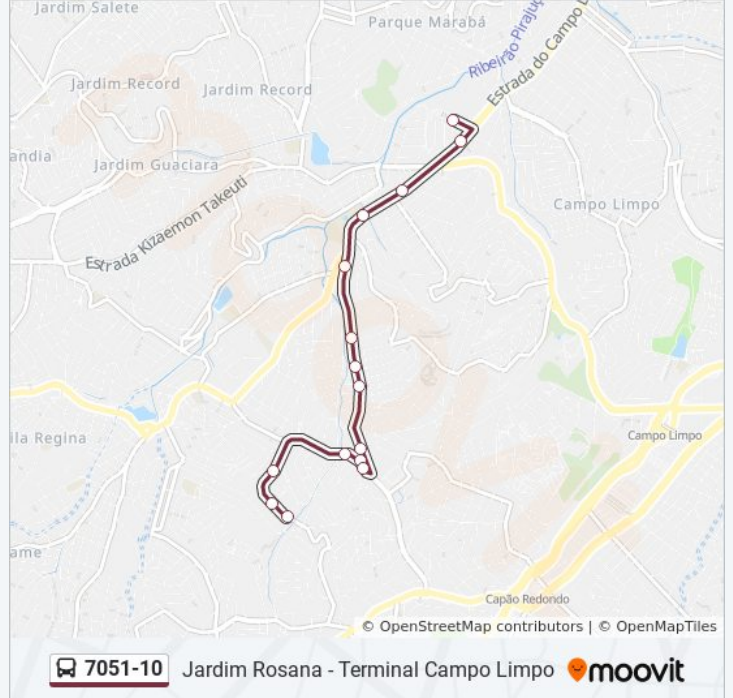 Jardim Salete
Parque Marabá
Ribeirão Pirajuç
Estrada do Campo L
Jardim Record
Jardim Record
andia
Jardim Guaciara
Estrada Kizaemon Takeuti
Campo Limpo
ila Regina
Campo Limpo
ame
Capão Redondo
© OpenStreetMap contributors | © OpenMapTiles
7051-10 Jardim Rosana - Terminal Campo Limpo moovit